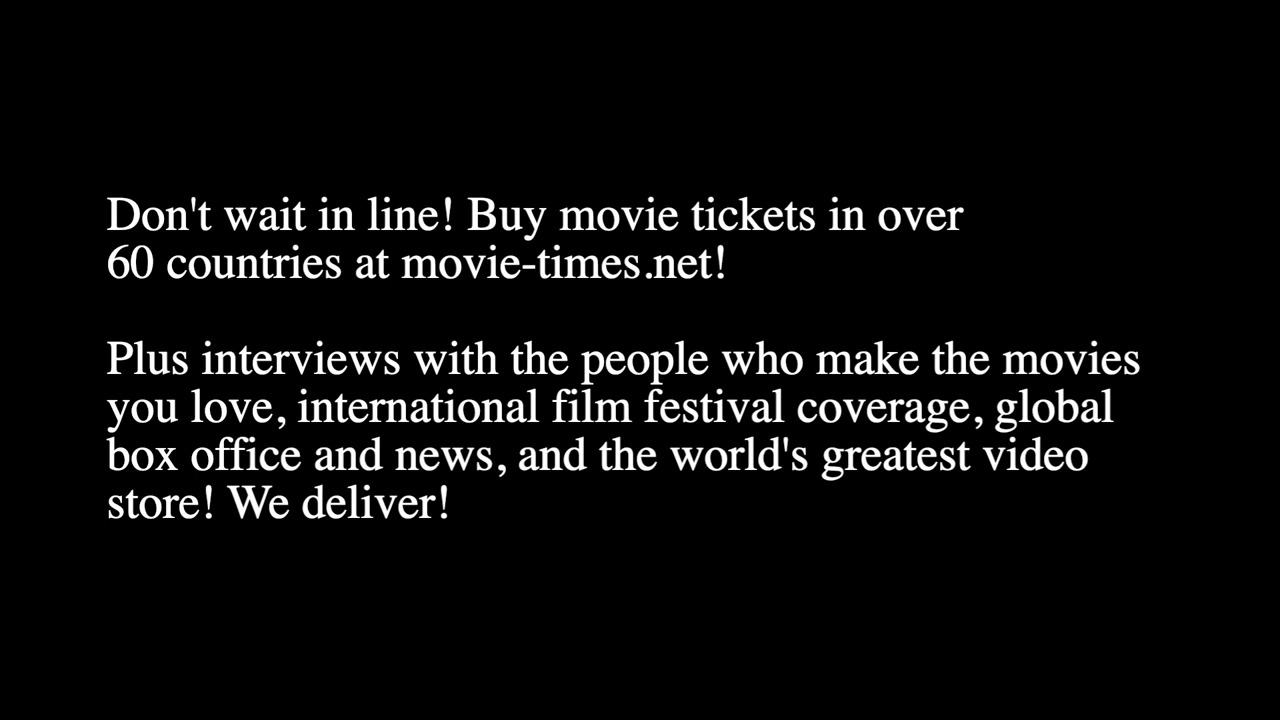 Don't wait in line! Buy movie tickets in over
60 countries at movie-times.net!
Plus interviews with the people who make the movies
you love, international film festival coverage, global
box office and news, and the world's greatest video
store! We deliver!